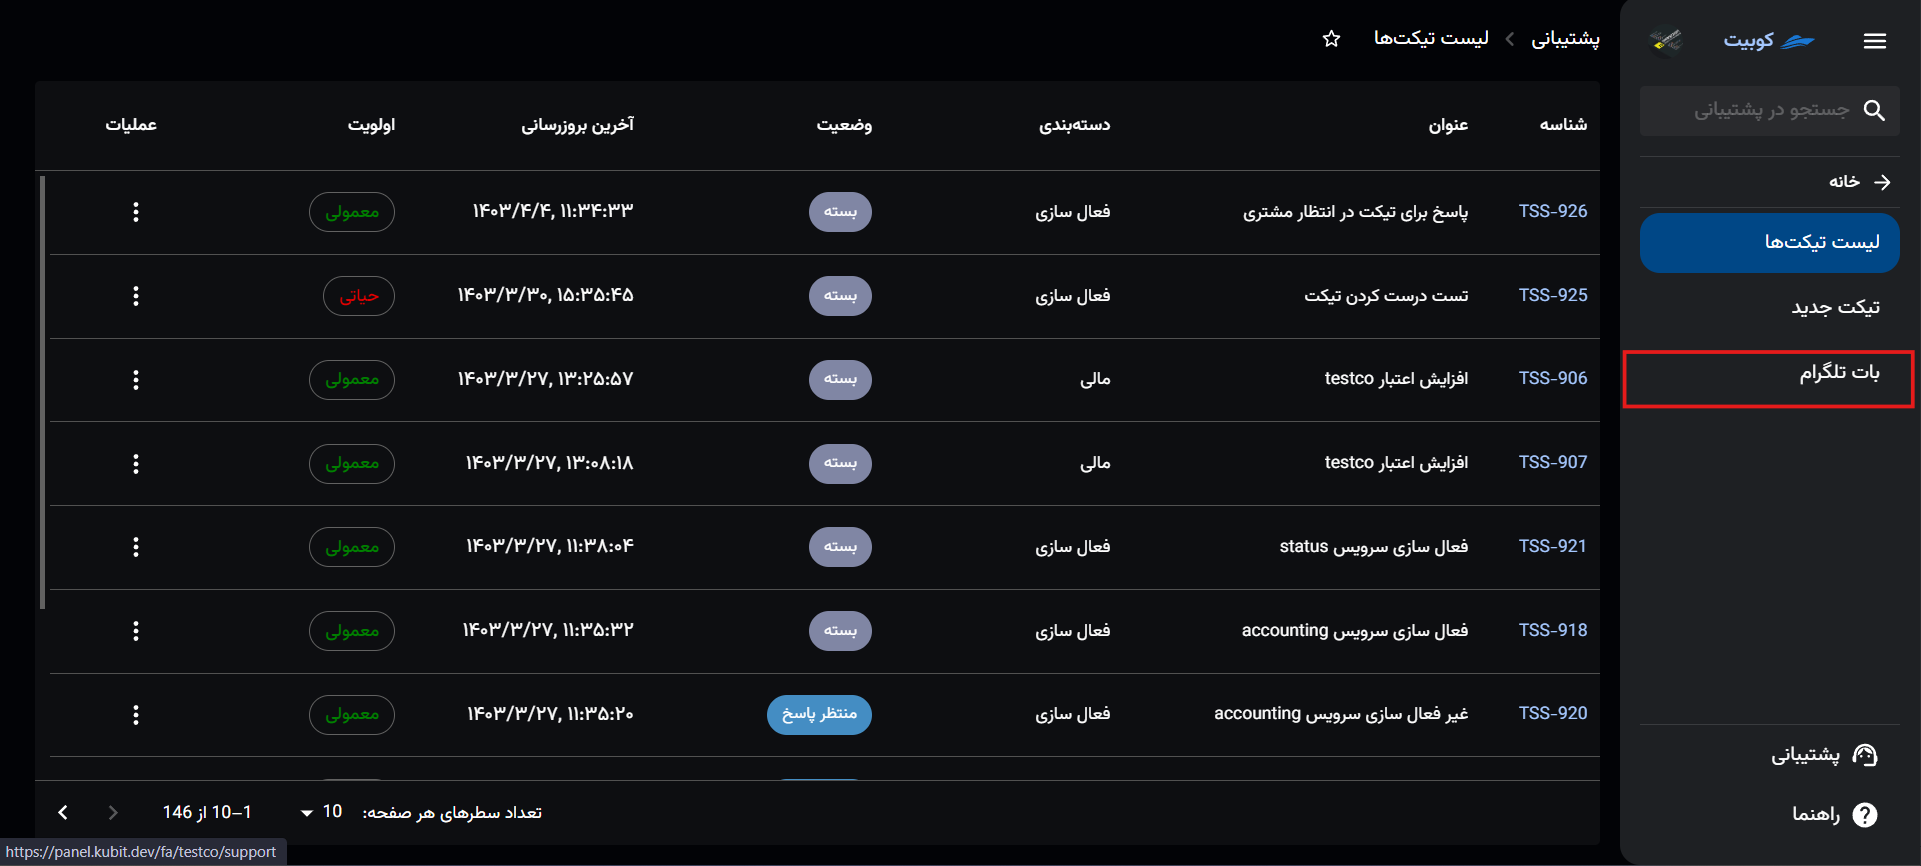 کوبیت
جستجو در پشتیبانی
خانه
لیست تیکت‌ها
تیکت جدید
بات تلگرام
پشتیبانی
راهنما
پشتیبانی لیست تیکت‌ها
شناسه عنوان دسته‌بندی وضعیت آخرین بروزرسانی اولویت عملیات
TSS-926 پاسخ برای تیکت در انتظار مشتری فعال سازی بسته ۱۴۰۳/۴/۴, ۱۱:۳۴:۳۳ معمولی
TSS-925 تست درست کردن تیکت فعال سازی بسته ۱۴۰۳/۳/۳۰, ۱۵:۳۵:۴۵ حیاتی
TSS-906 افزایش اعتبار testco مالی بسته ۱۴۰۳/۳/۲۷, ۱۳:۲۵:۵۷ معمولی
TSS-907 افزایش اعتبار testco مالی بسته ۱۴۰۳/۳/۲۷, ۱۳:۰۸:۱۸ معمولی
TSS-921 فعال سازی سرویس status فعال سازی بسته ۱۴۰۳/۳/۲۷, ۱۱:۳۸:۰۴ معمولی
TSS-918 فعال سازی سرویس accounting فعال سازی بسته ۱۴۰۳/۳/۲۷, ۱۱:۳۵:۳۲ معمولی
TSS-920 غیر فعال سازی سرویس accounting فعال سازی منتظر پاسخ ۱۴۰۳/۳/۲۷, ۱۱:۳۵:۲۰ معمولی
تعداد سطرهای هر صفحه: 10 1–10 از 146
https://panel.kubit.dev/fa/testco/support